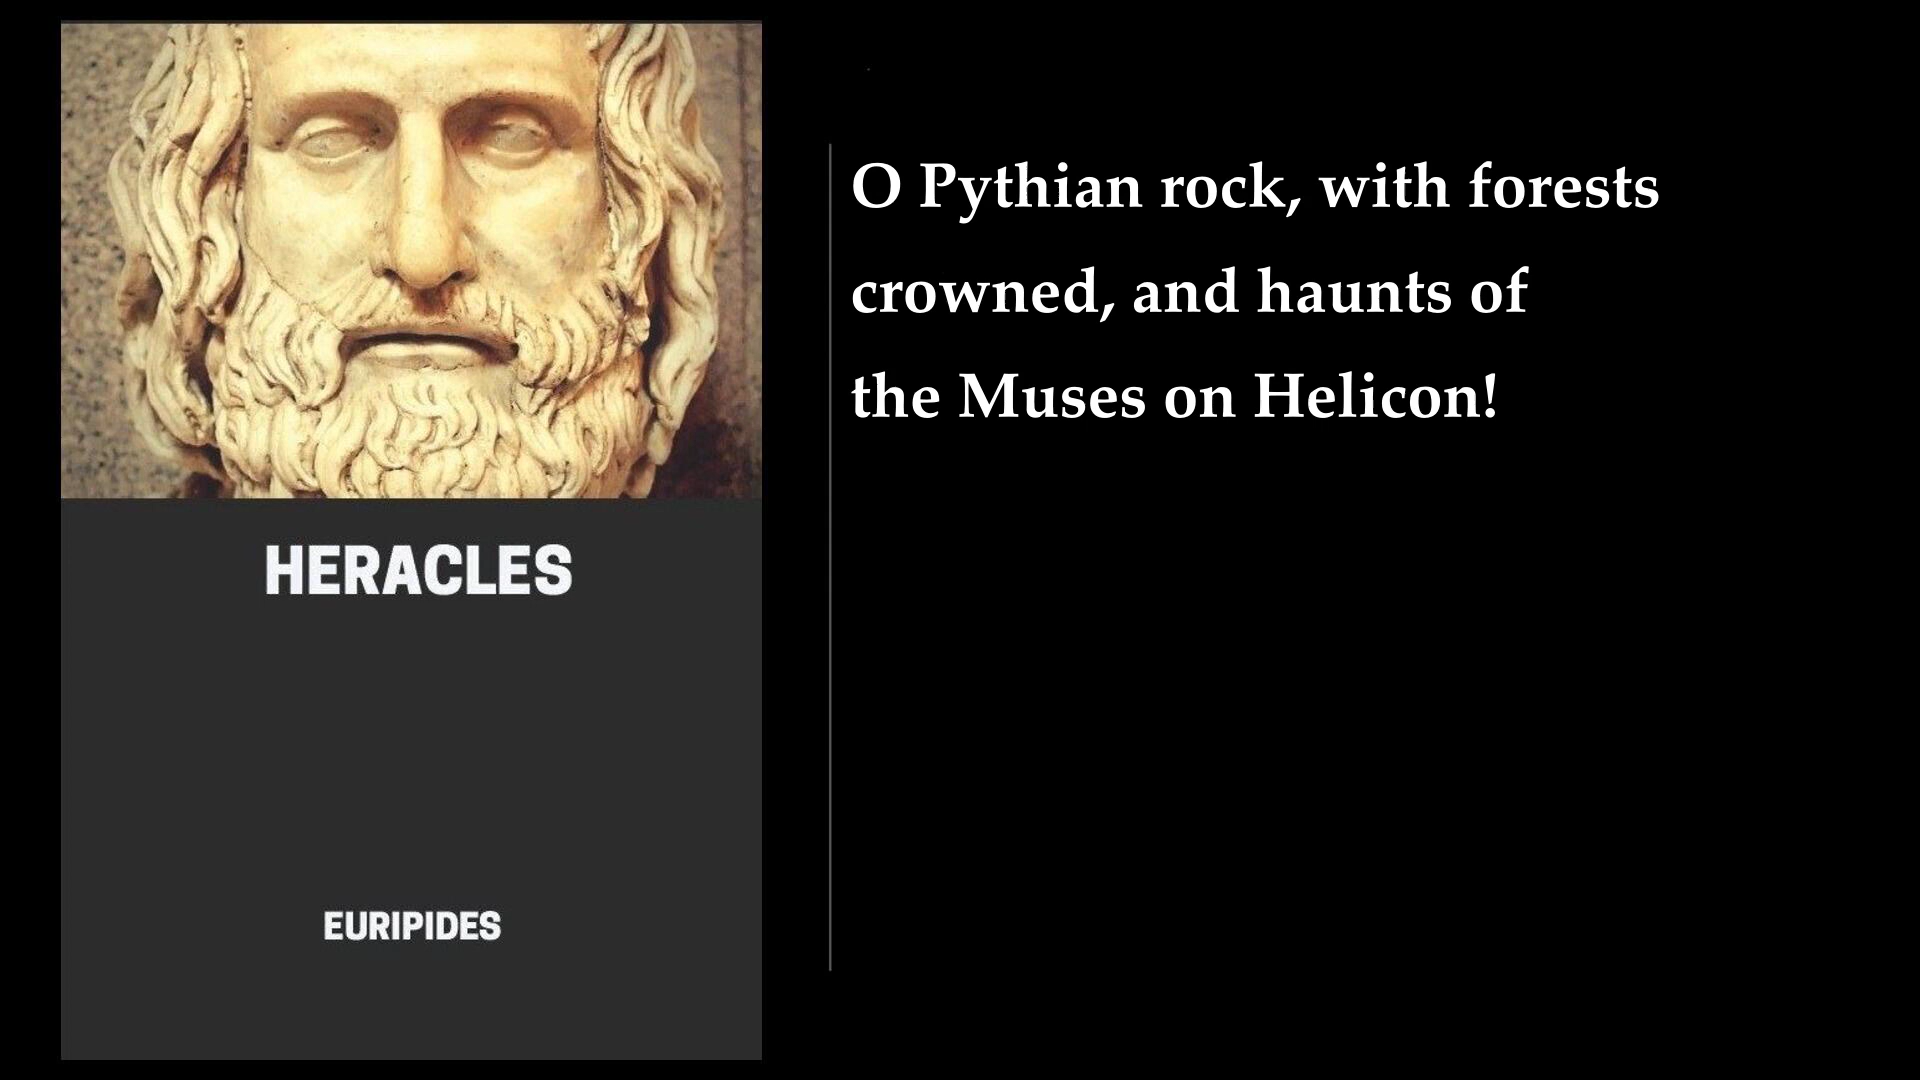 HERACLES
EURIPIDES
O Pythian rock, with forests
crowned, and haunts of
the Muses on Helicon!